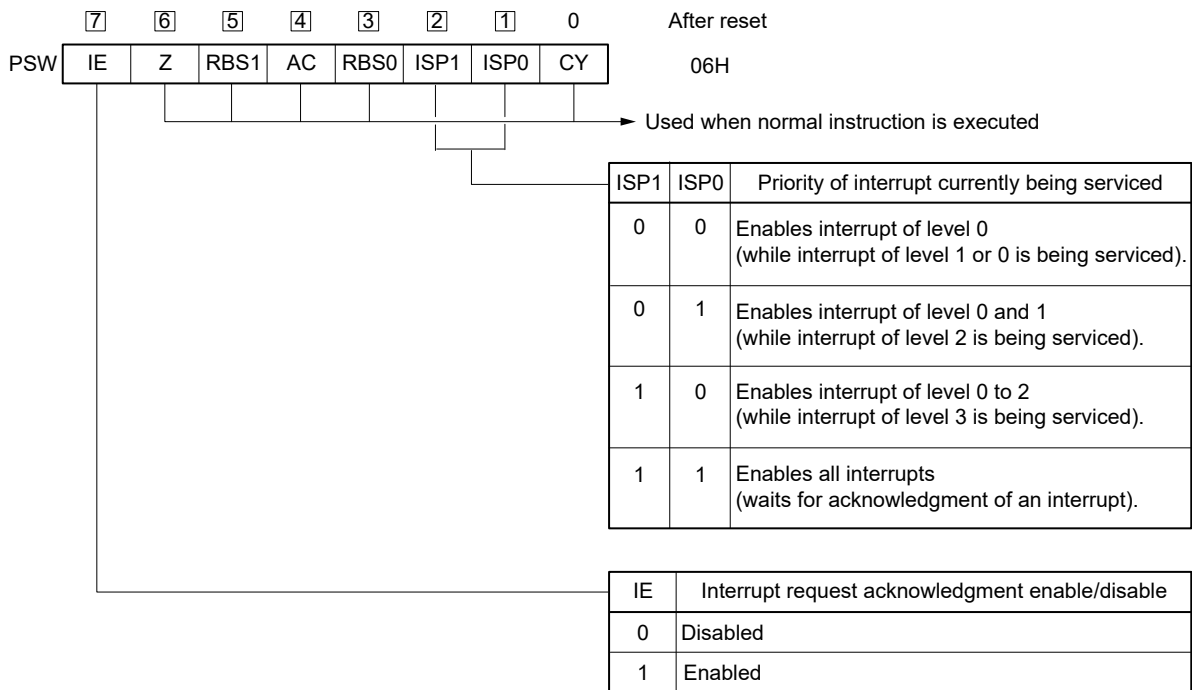 7 6 5 4 3 2 1 0 After reset
PSW IE Z RBS1 AC RBS0 ISP1 ISP0 CY 06H
Used when normal instruction is executed
ISP1 ISP0 Priority of interrupt currently being serviced
0 0 Enables interrupt of level 0
(while interrupt of level 1 or 0 is being serviced).
0 1 Enables interrupt of level 0 and 1
(while interrupt of level 2 is being serviced).
1 0 Enables interrupt of level 0 to 2
(while interrupt of level 3 is being serviced).
1 1 Enables all interrupts
(waits for acknowledgment of an interrupt).
IE Interrupt request acknowledgment enable/disable
0 Disabled
1 Enabled